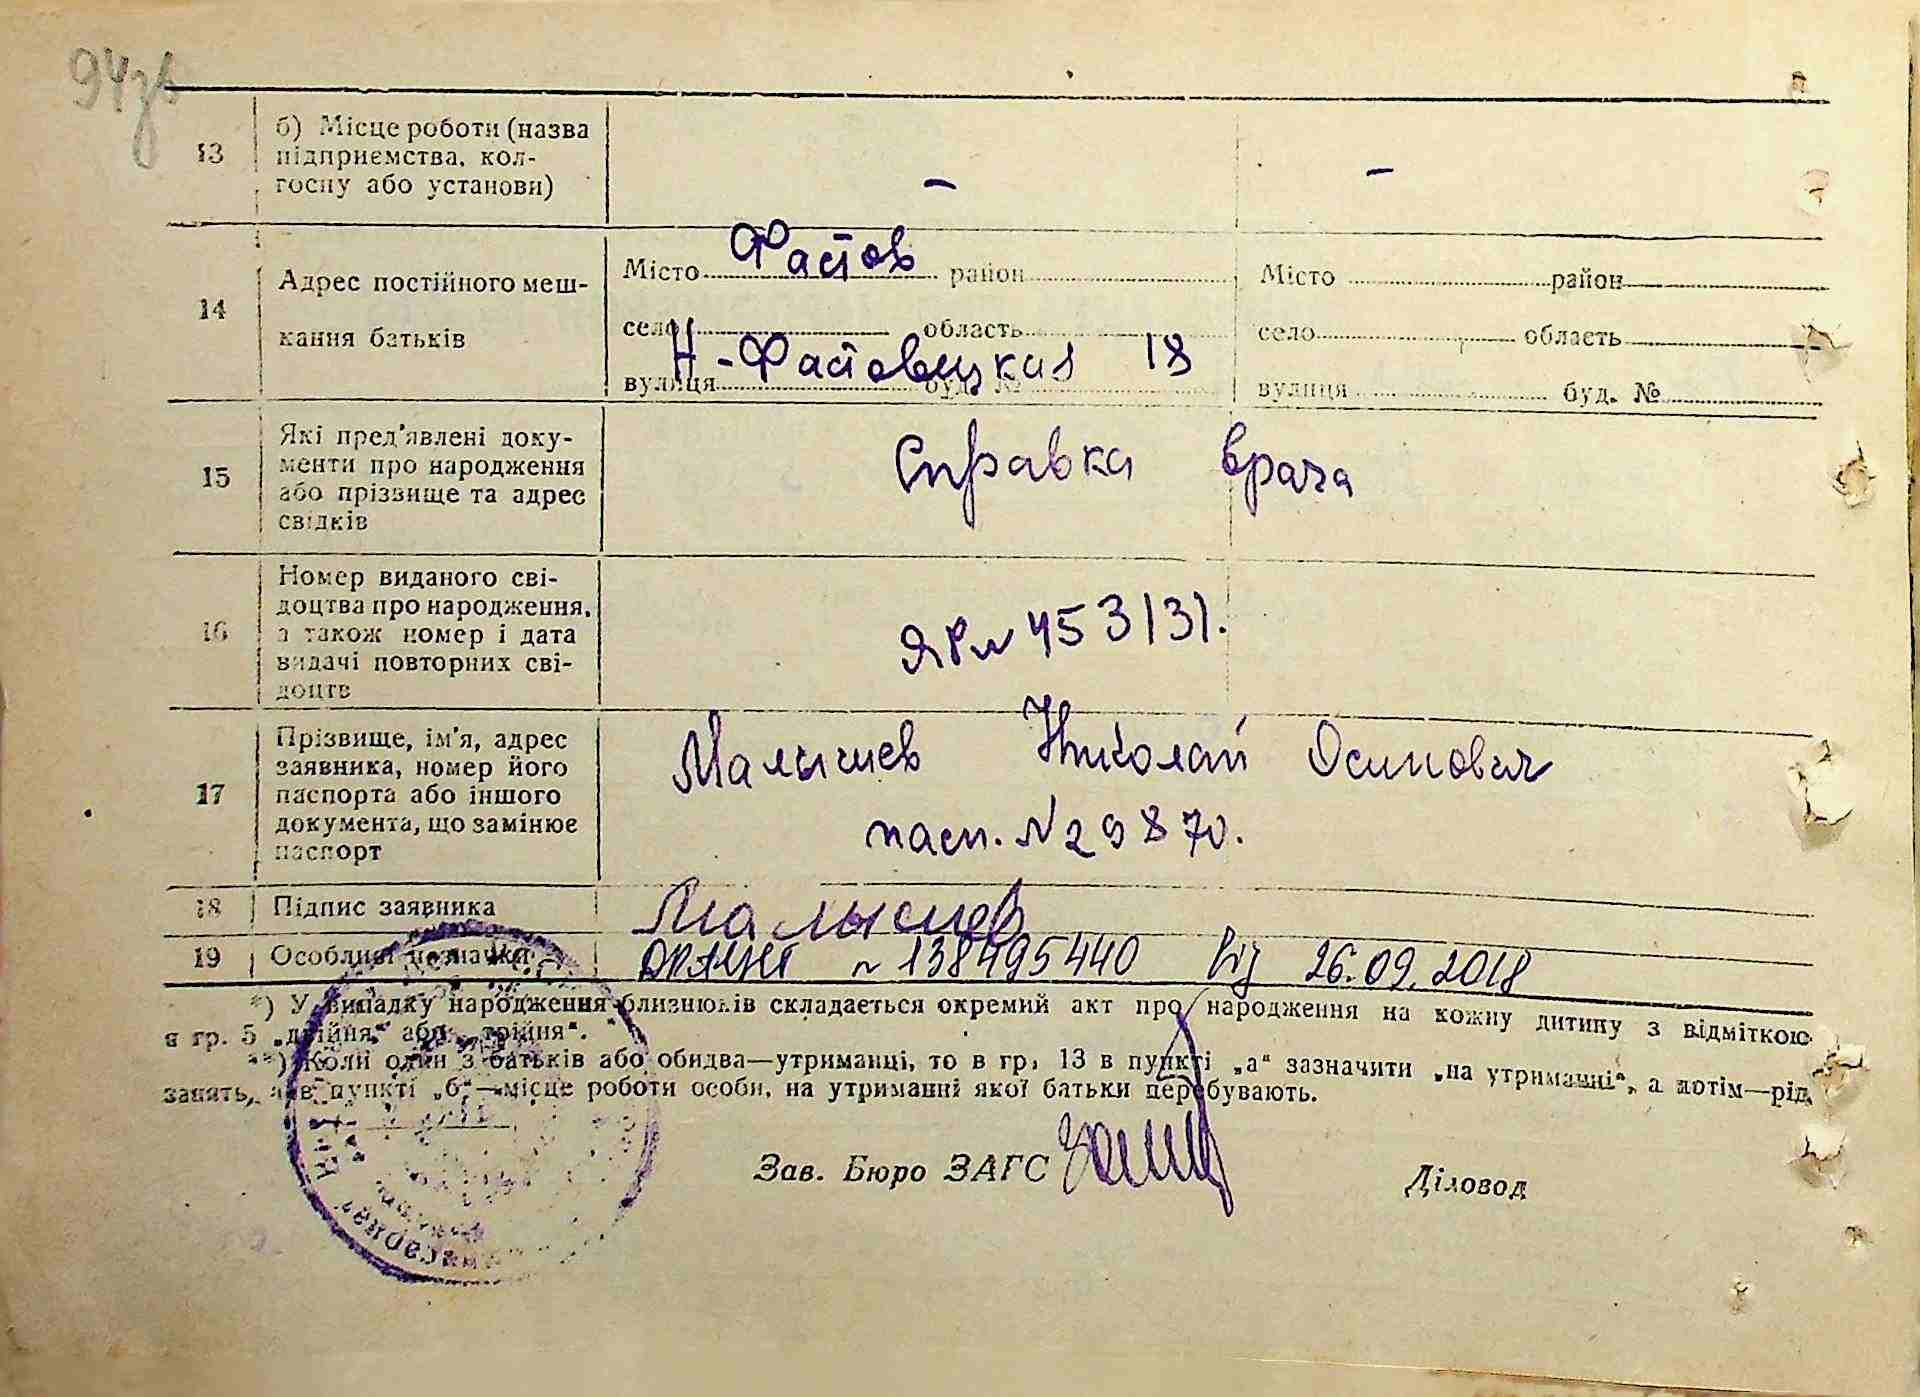 94зв
13 б) Місце роботи (назва
підприємства, кол-
госпу або установи)
– –
14 Адрес постійного меш-
кання батьків
Місто Фастов район Місто район
село область село область
вулиця Н-Фастовецкая буд. № 18 вулиця буд. №
15 Які пред'явлені доку-
менти про народження
або прізвище та адрес
свідків
Справка врача
16 Номер виданого сві-
доцтва про народження,
а також номер і дата
видачі повторних сві-
доцтв
ЯР № 453131.
17 Прізвище, ім'я, адрес
заявника, номер його
паспорта або іншого
документа, що замінює
паспорт
Малышев Николай Осипович
пасп. № 29870.
18 Підпис заявника Малышев
19 Особливі позначки ДРАЦНГ № 138495440 від 26.09.2018
*) У випадку народження близнюків складається окремий акт про народження на кожну дитину з відміткою
в гр. 5 „двійня“ або „трійня“.
**) Коли один з батьків або обидва—утриманці, то в гр. 13 в пункті „а“ зазначити „на утриманні“, а потім—рід
занять, а в пункті „б“—місце роботи особи, на утриманні якої батьки перебувають.
Зав. Бюро ЗАГС Діловод